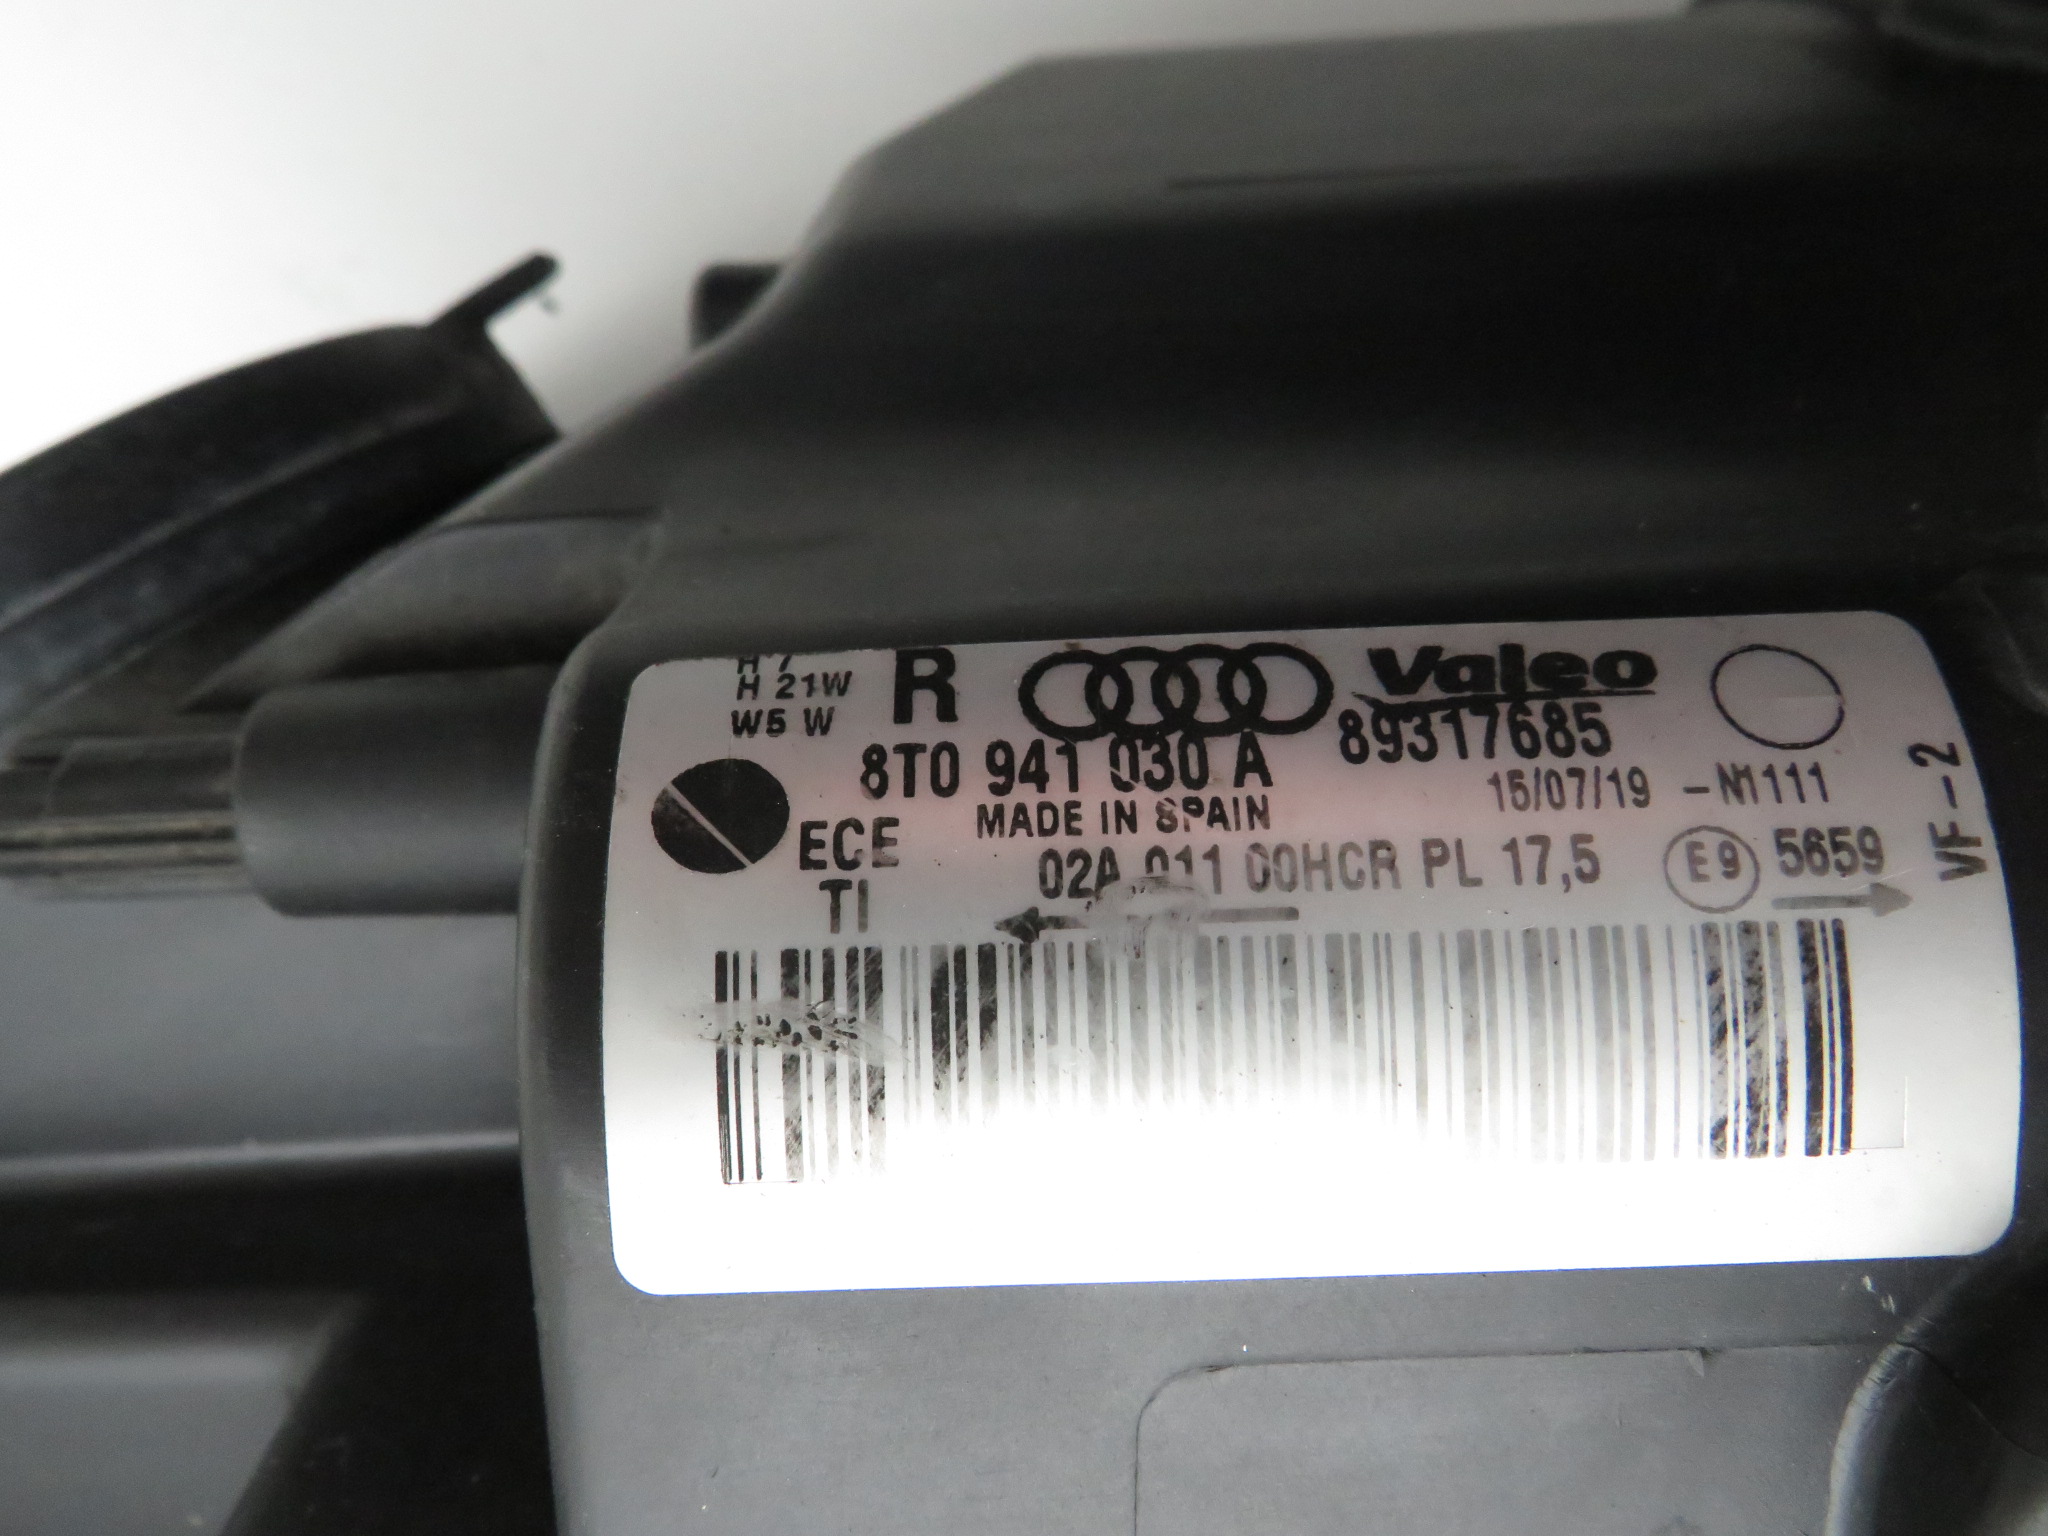 H 7
H 21W
W5 W
R
Valeo
89317685
8T0 941 030 A
15/07/19 -N1111
MADE IN SPAIN
ECE
TI
02A 011 00HCR PL 17,5
E9 5659
VF-2